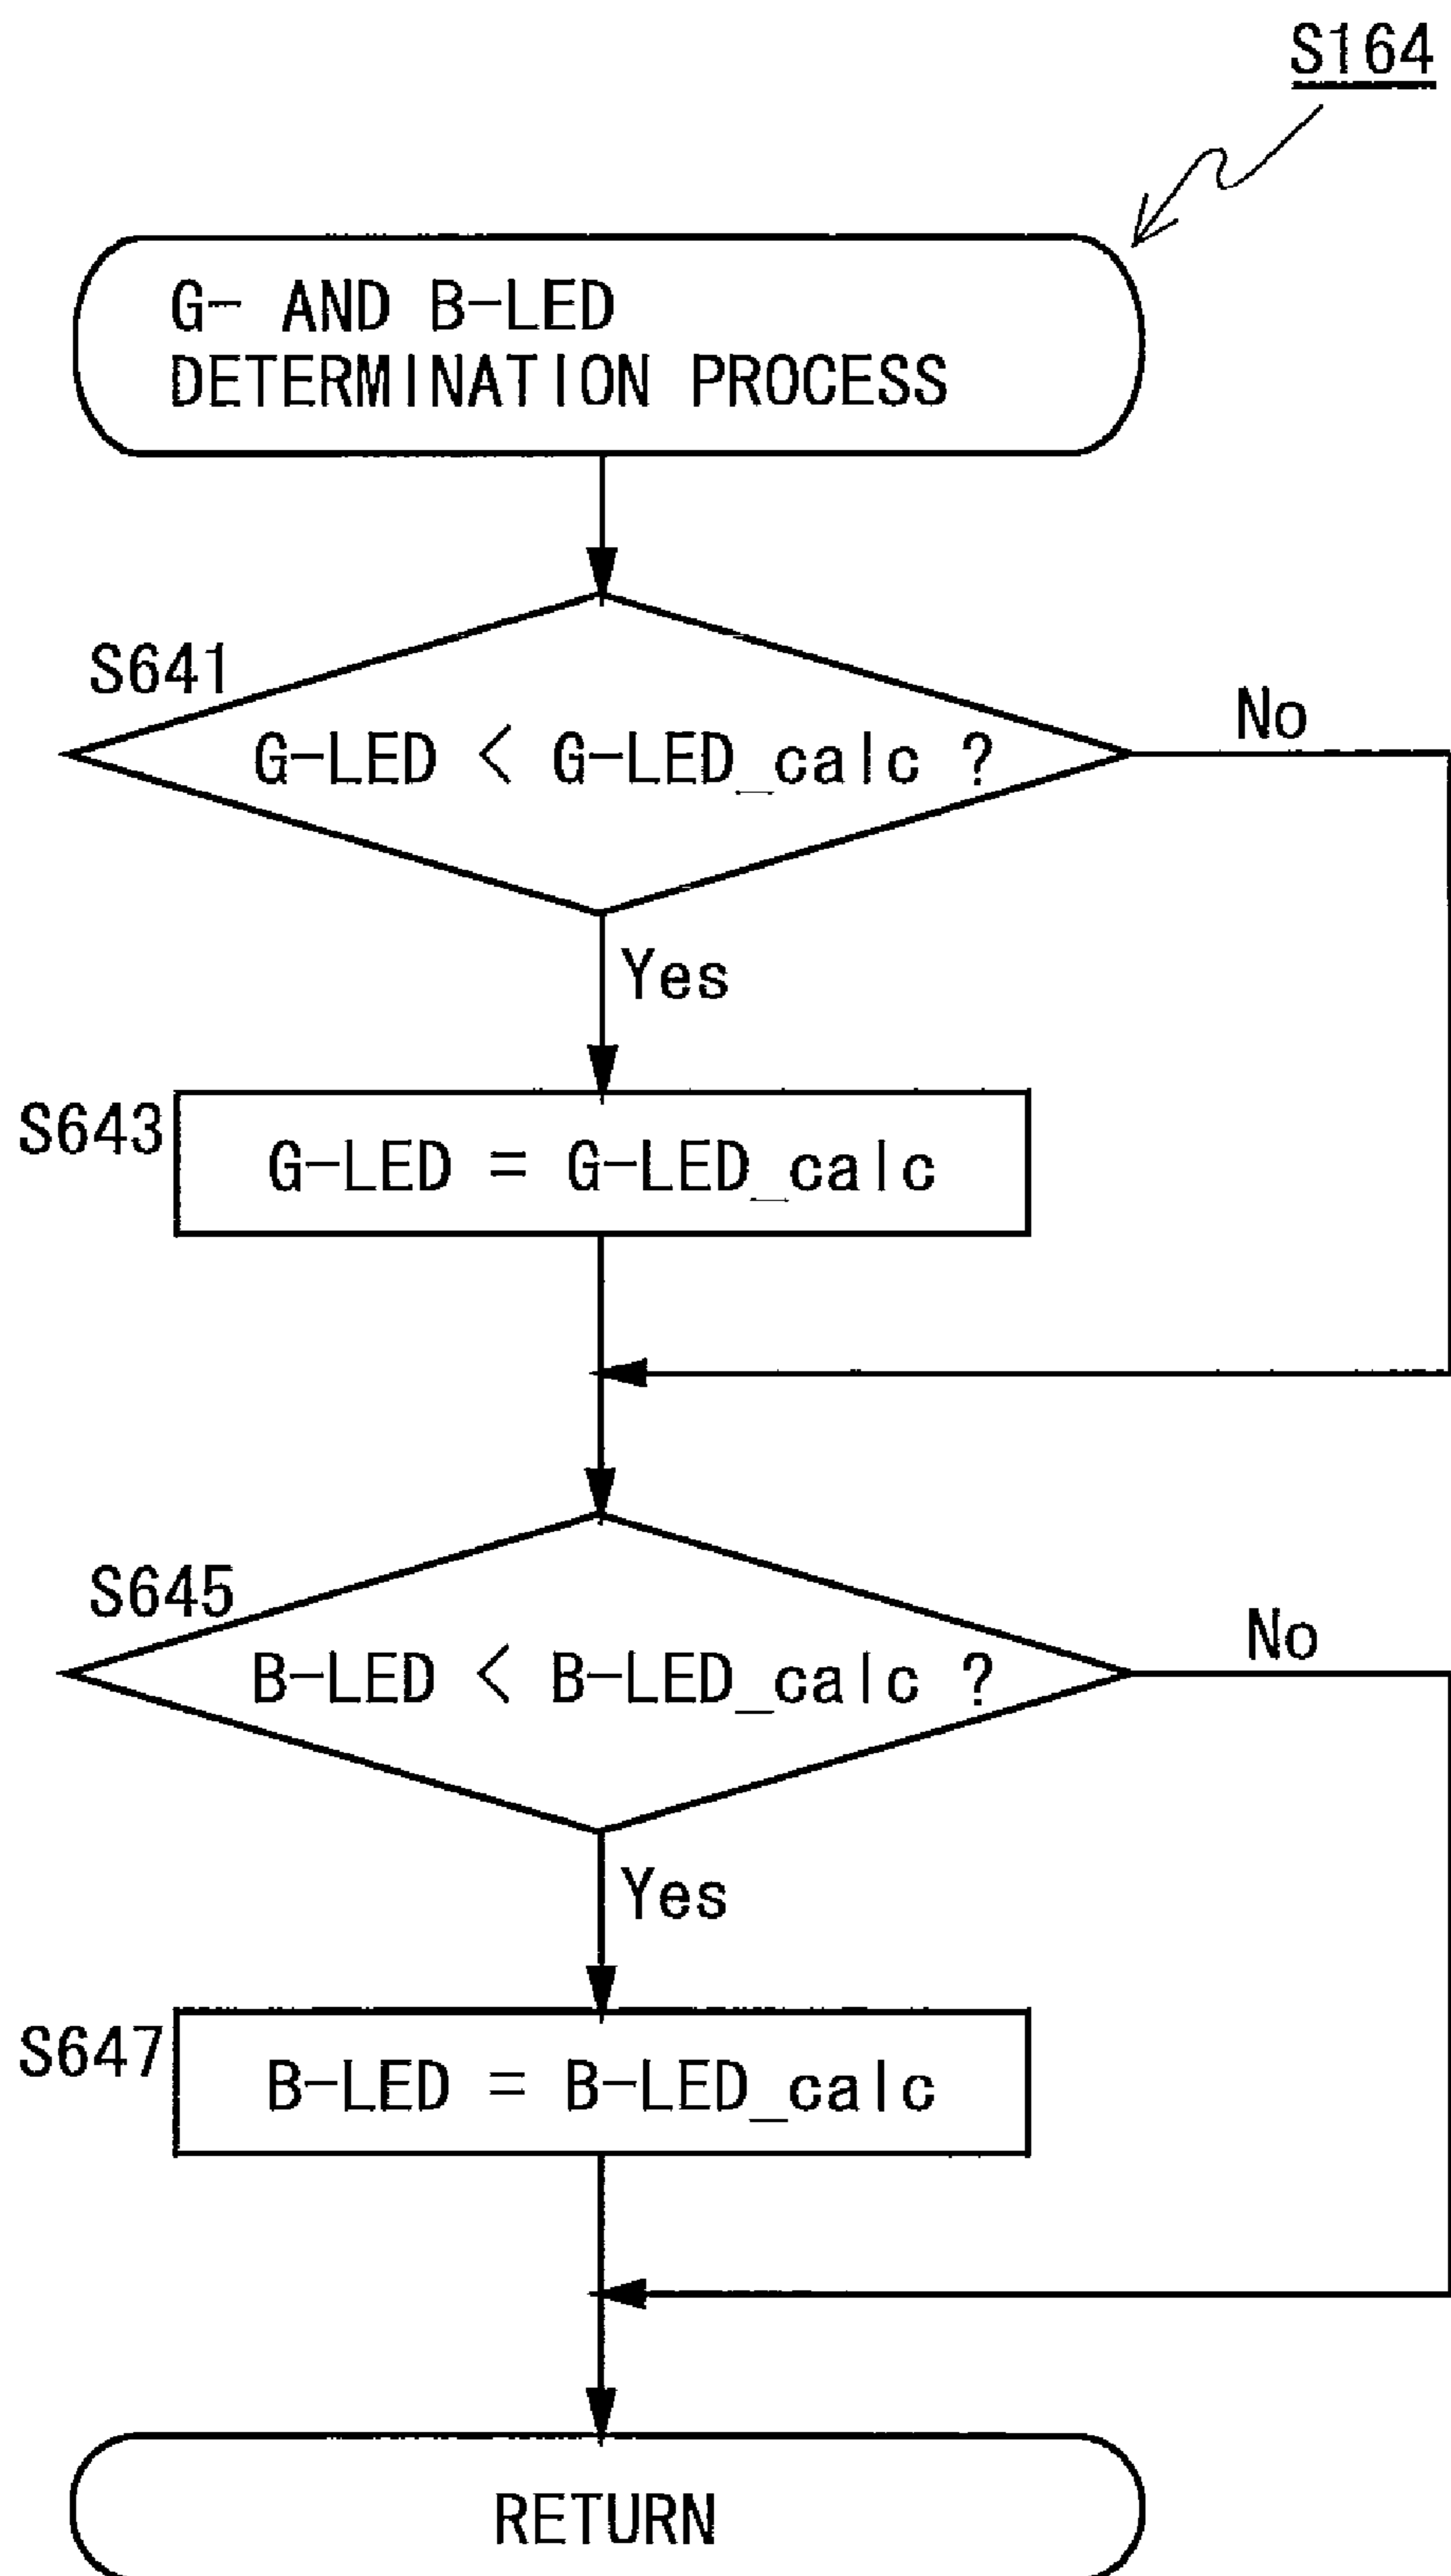 S164
G- AND B-LED
DETERMINATION PROCESS
S641
G-LED < G-LED_calc ?
No
Yes
S643
G-LED = G-LED_calc
S645
B-LED < B-LED_calc ?
No
Yes
S647
B-LED = B-LED_calc
RETURN